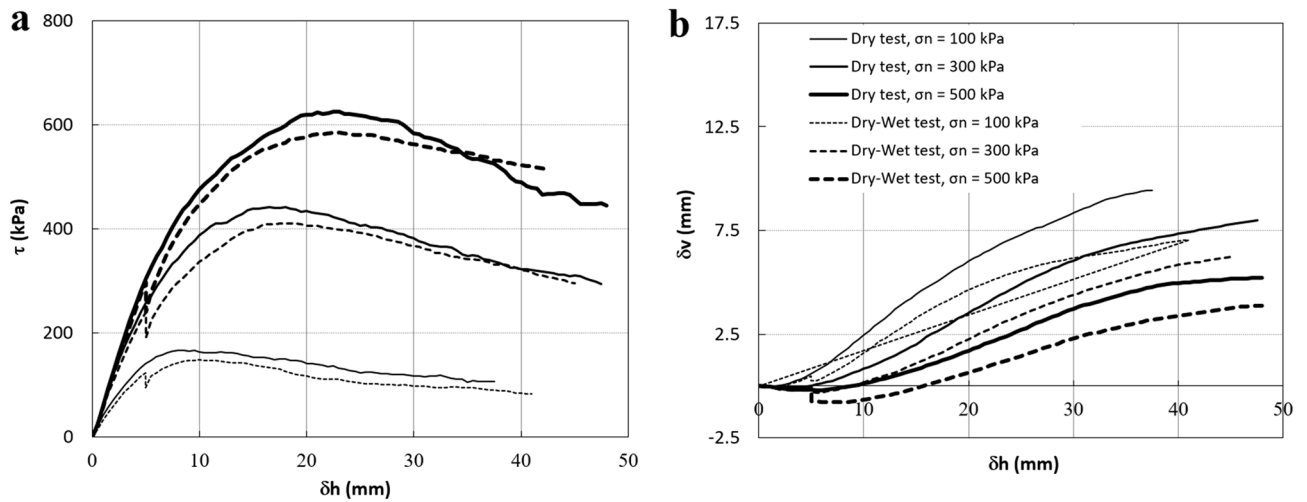 a
800
600
400
200
0
τ (kPa)
0 10 20 30 40 50
δh (mm)
b
17.5
12.5
7.5
2.5
-2.5
δv (mm)
Dry test, σn = 100 kPa
Dry test, σn = 300 kPa
Dry test, σn = 500 kPa
Dry-Wet test, σn = 100 kPa
Dry-Wet test, σn = 300 kPa
Dry-Wet test, σn = 500 kPa
0 10 20 30 40 50
δh (mm)